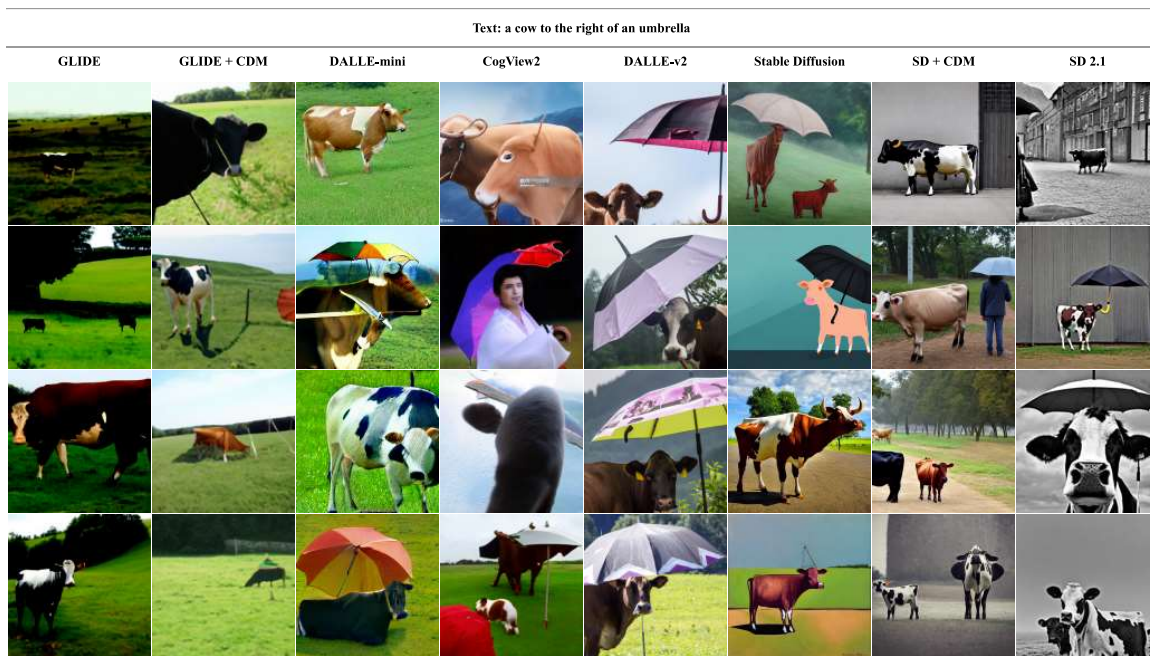 Text: a cow to the right of an umbrella
GLIDE GLIDE + CDM DALLE-mini CogView2 DALLE-v2 Stable Diffusion SD + CDM SD 2.1